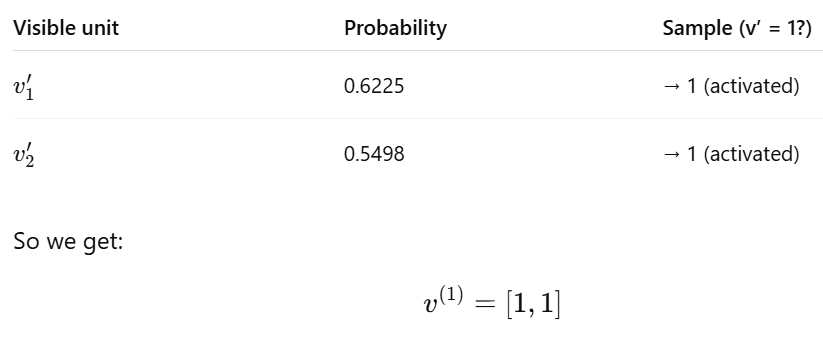 Visible unit Probability Sample (v′ = 1?)
v′₁ 0.6225 → 1 (activated)
v′₂ 0.5498 → 1 (activated)
So we get:
v⁽¹⁾ = [1, 1]